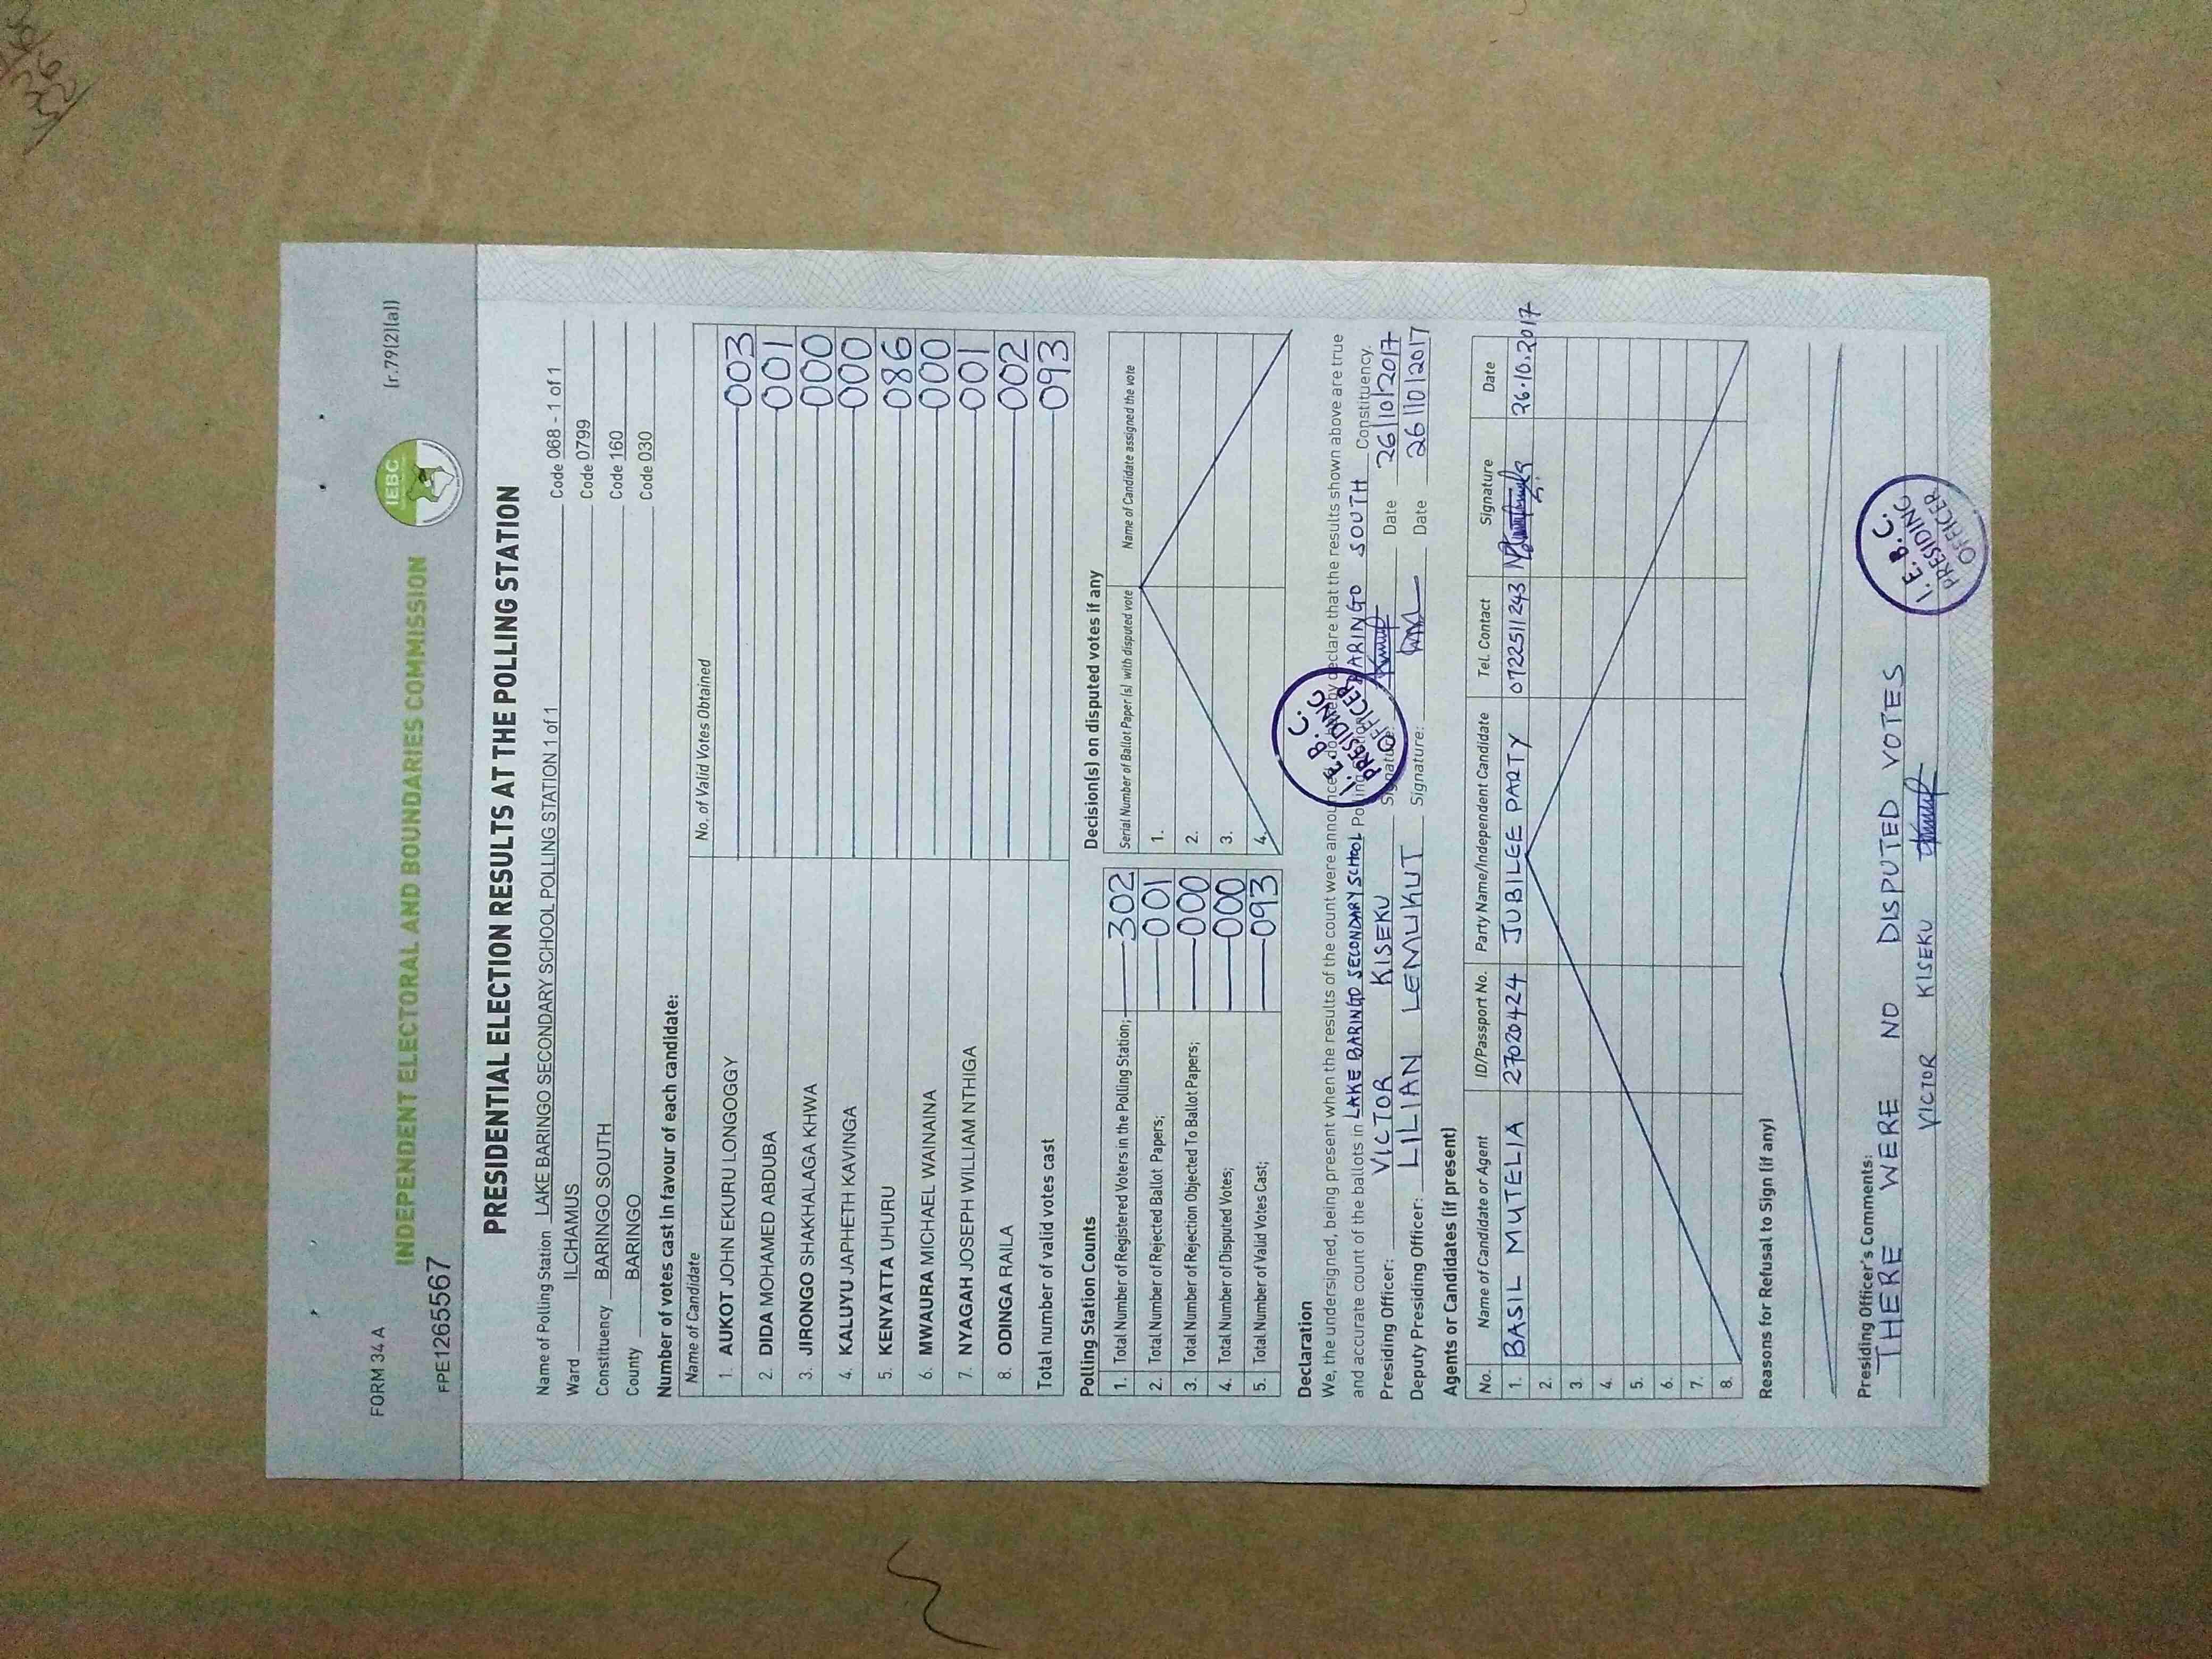 FORM 34 A
(r.79(2)(a))
INDEPENDENT ELECTORAL AND BOUNDARIES COMMISSION
IEBC
FPE1265567
PRESIDENTIAL ELECTION RESULTS AT THE POLLING STATION
Name of Polling Station LAKE BARINGO SECONDARY SCHOOL POLLING STATION 1 of 1 Code 068 - 1 of 1
Ward ILCHAMUS Code 0799
Constituency BARINGO SOUTH Code 160
County BARINGO Code 030
Number of votes cast in favour of each candidate:
Name of Candidate No. of Valid Votes Obtained
1. AUKOT JOHN EKURU LONGOGGY 003
2. DIDA MOHAMED ABDUBA 001
3. JIRONGO SHAKHALAGA KHWA 000
4. KALUYU JAPHETH KAVINGA 000
5. KENYATTA UHURU 086
6. MWAURA MICHAEL WAINAINA 000
7. NYAGAH JOSEPH WILLIAM NTHIGA 001
8. ODINGA RAILA 002
Total number of valid votes cast 093
Polling Station Counts
1. Total Number of Registered Voters in the Polling Station; 302
2. Total Number of Rejected Ballot Papers; 001
3. Total Number of Rejection Objected To Ballot Papers; 000
4. Total Number of Disputed Votes; 000
5. Total Number of Valid Votes Cast; 093
Decision(s) on disputed votes if any
Serial Number of Ballot Paper (s) with disputed vote Name of Candidate assigned the vote
1.
2.
3.
4.
Declaration
We, the undersigned, being present when the results of the count were announced, do hereby declare that the results shown above are true
and accurate count of the ballots in LAKE BARINGO SECONDARY SCHOOL Polling BARINGO SOUTH Constituency.
Presiding Officer: VICTOR KISEKU Signature: Date 26/10/2017
Deputy Presiding Officer: LILIAN LEMUKUT Signature: Date 26/10/2017
I. E. B. C.
PRESIDING
OFFICER
Agents or Candidates (if present)
No. Name of Candidate or Agent ID/Passport No. Party Name/Independent Candidate Tel. Contact Signature Date
1. BASIL MUTELIA 27020424 JUBILEE PARTY 0722511243 26.10.2017
2.
3.
4.
5.
6.
7.
8.
Reasons for Refusal to Sign (if any)
Presiding Officer's Comments:
THERE WERE NO DISPUTED VOTES
VICTOR KISEKU
I. E. B. C.
PRESIDING
OFFICER